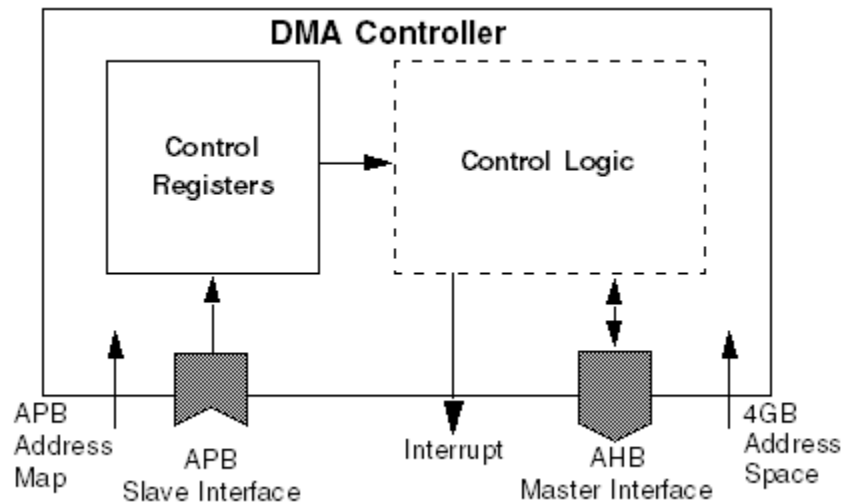 DMA Controller
Control
Registers
Control Logic
APB
Address
Map
APB
Slave Interface
Interrupt
AHB
Master Interface
4GB
Address
Space